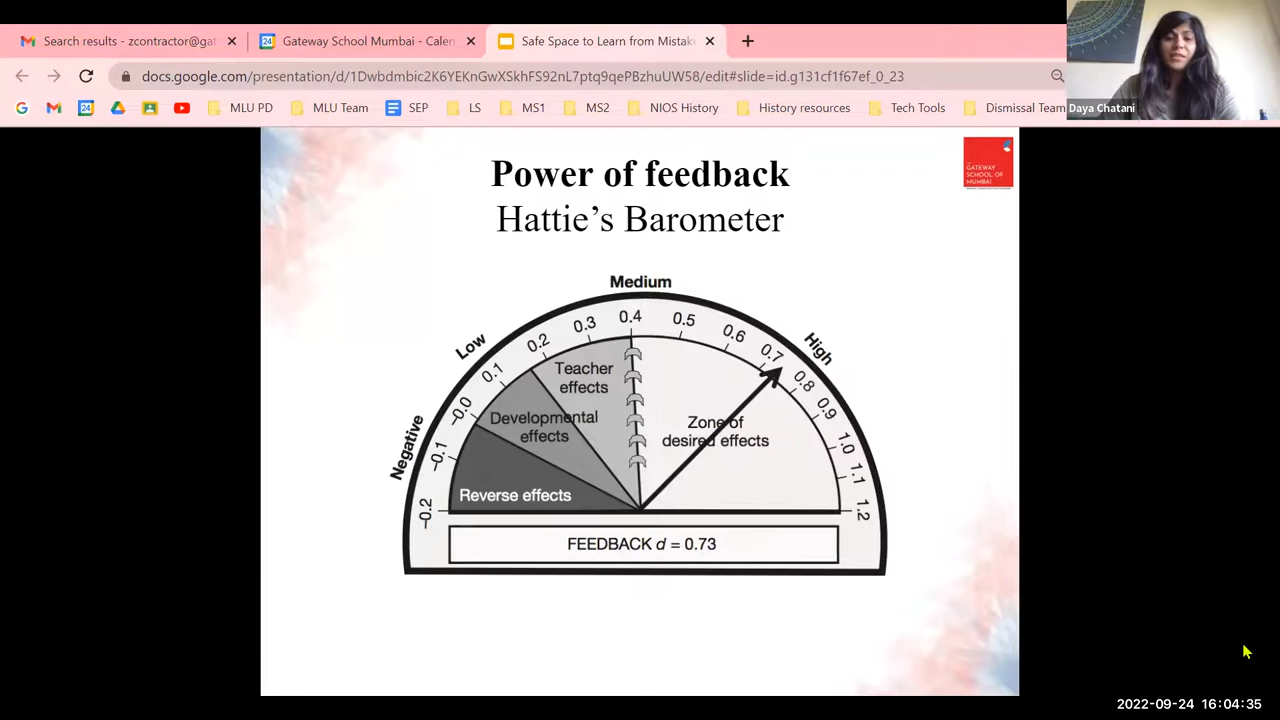 Search results - zcontractor@gat
Gateway School Mumbai - Calen
Safe Space to Learn from Mistak
docs.google.com/presentation/d/1Dwbdmbic2K6YEKnGwXSkhFS92nL7ptq9qePBzhuUW58/edit#slide=id.g131cf1f67ef_0_23
MLU PD
MLU Team
SEP
LS
MS1
MS2
NIOS History
History resources
Tech Tools
Dismissal Team
Daya Chatani
Power of feedback
Hattie's Barometer
GATEWAY
SCHOOL OF
MUMBAI
Negative
Low
Medium
High
-0.2
-0.1
-0.0
0.1
0.2
0.3
0.4
0.5
0.6
0.7
0.8
0.9
1.0
1.1
1.2
Teacher
effects
Developmental
effects
Reverse effects
Zone of
desired effects
FEEDBACK d = 0.73
2022-09-24 16:04:35